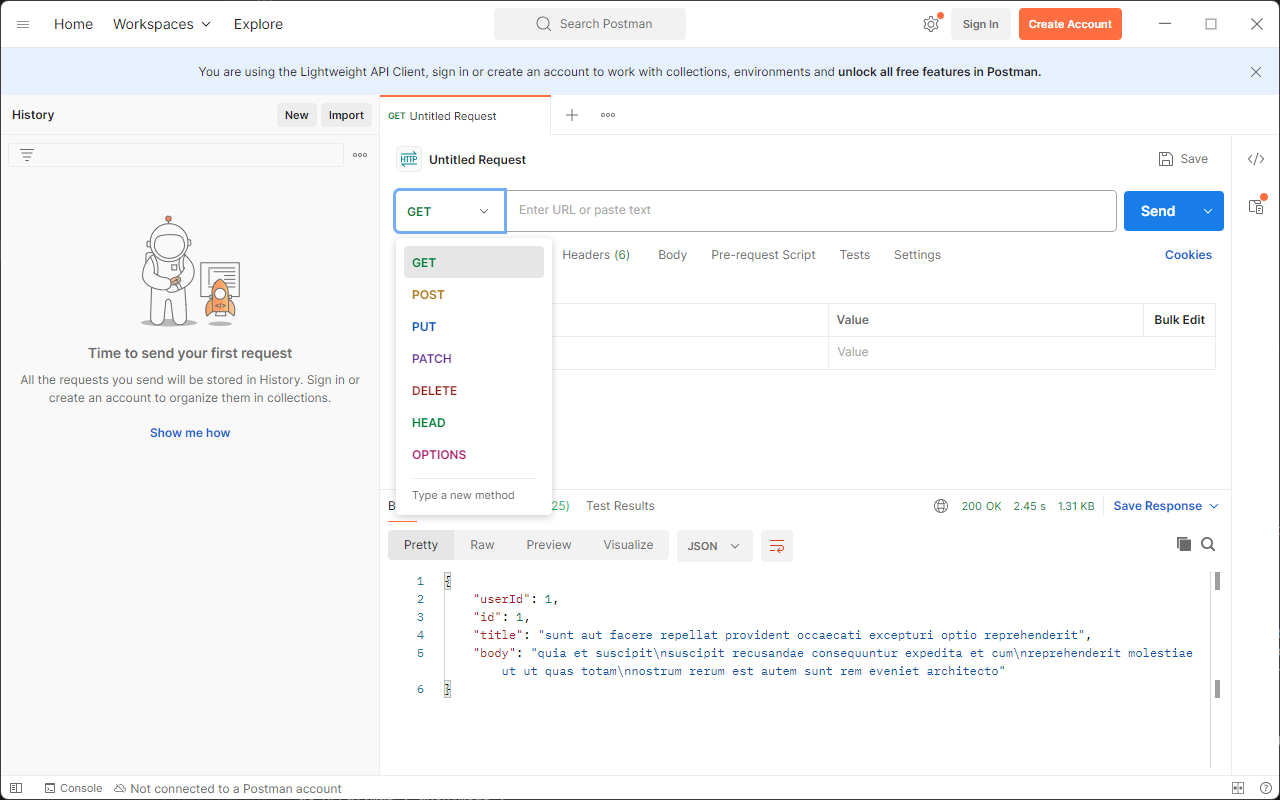 Home Workspaces Explore Search Postman Sign In Create Account
You are using the Lightweight API Client, sign in or create an account to work with collections, environments and unlock all free features in Postman.
History New Import GET Untitled Request
HTTP Untitled Request Save
GET Enter URL or paste text Send
Headers (6) Body Pre-request Script Tests Settings Cookies
GET
POST
PUT
PATCH
DELETE
HEAD
OPTIONS
Type a new method
Value Bulk Edit
Value
Time to send your first request
All the requests you send will be stored in History. Sign in or
create an account to organize them in collections.
Show me how
B 25) Test Results 200 OK 2.45 s 1.31 KB Save Response
Pretty Raw Preview Visualize JSON
1 {
2 "userId": 1,
3 "id": 1,
4 "title": "sunt aut facere repellat provident occaecati excepturi optio reprehenderit",
5 "body": "quia et suscipit\nsuscipit recusandae consequuntur expedita et cum\nreprehenderit molestiae
ut ut quas totam\nnostrum rerum est autem sunt rem eveniet architecto"
6 }
Console Not connected to a Postman account